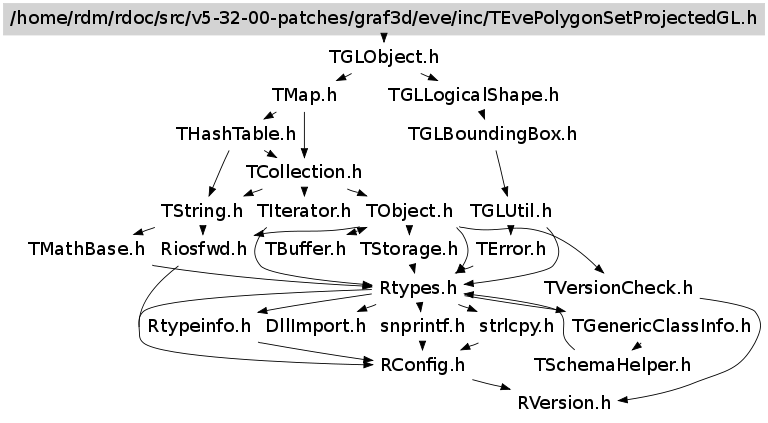 /home/rdm/rdoc/src/v5-32-00-patches/graf3d/eve/inc/TEvePolygonSetProjectedGL.h
TGLObject.h
TMap.h TGLLogicalShape.h
THashTable.h TGLBoundingBox.h
TCollection.h
TString.h TIterator.h TObject.h TGLUtil.h
TMathBase.h Riosfwd.h TBuffer.h TStorage.h TError.h
Rtypes.h TVersionCheck.h
Rtypeinfo.h DllImport.h snprintf.h strlcpy.h TGenericClassInfo.h
RConfig.h TSchemaHelper.h
RVersion.h